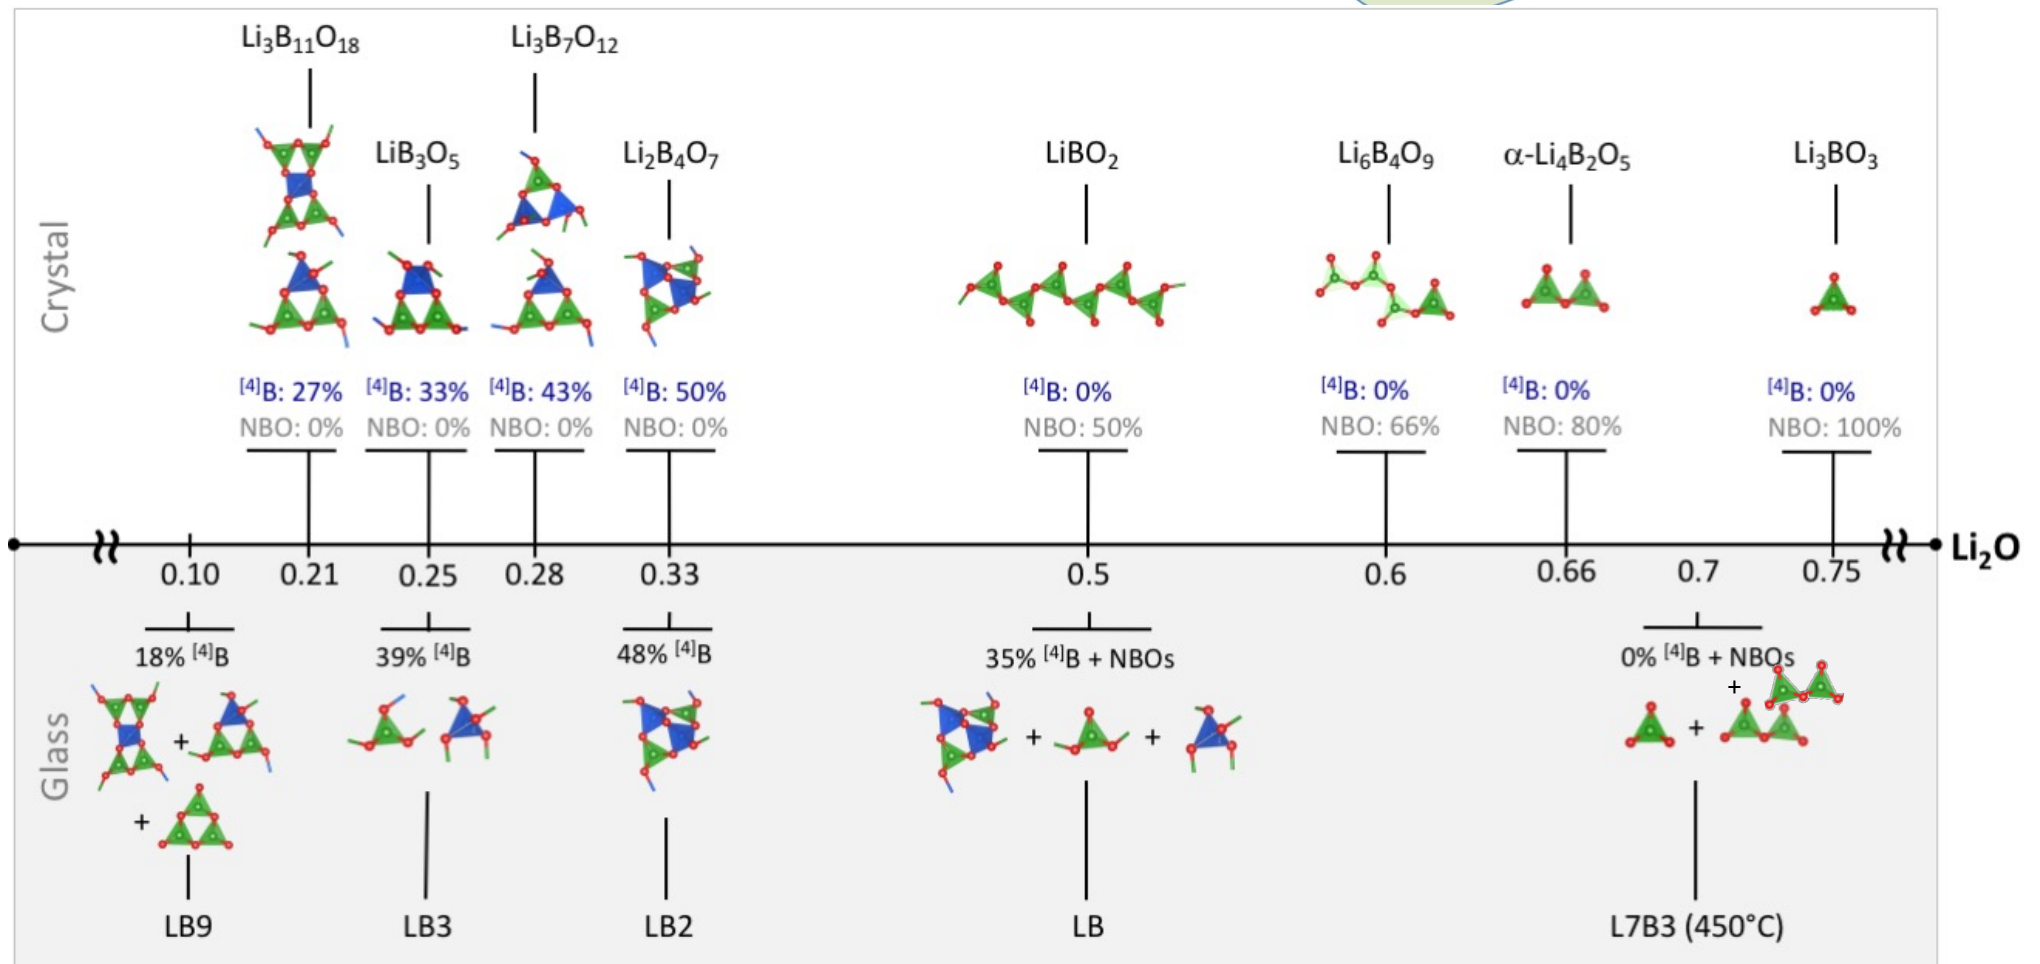 Li₃B₁₁O₁₈
Li₃B₇O₁₂
LiB₃O₅
Li₂B₄O₇
LiBO₂
Li₆B₄O₉
α-Li₄B₂O₅
Li₃BO₃
Crystal
[4]B: 27%
NBO: 0%
[4]B: 33%
NBO: 0%
[4]B: 43%
NBO: 0%
[4]B: 50%
NBO: 0%
[4]B: 0%
NBO: 50%
[4]B: 0%
NBO: 66%
[4]B: 0%
NBO: 80%
[4]B: 0%
NBO: 100%
Li₂O
0.10
0.21
0.25
0.28
0.33
0.5
0.6
0.66
0.7
0.75
Glass
18% [4]B
39% [4]B
48% [4]B
35% [4]B + NBOs
0% [4]B + NBOs
+
+
+
+
+
+
LB9
LB3
LB2
LB
L7B3 (450°C)